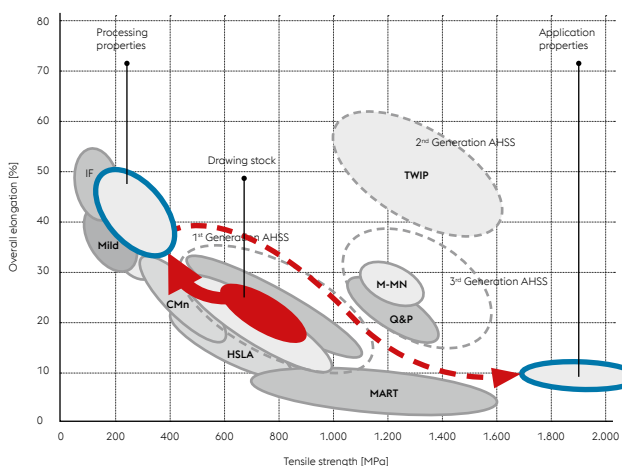 Processing
properties
Application
properties
80
70
60
50
40
30
20
10
0
Overall elongation [%]
2nd Generation AHSS
TWIP
Drawing stock
IF
Mild
1st Generation AHSS
3rd Generation AHSS
M-MN
Q&P
CMn
HSLA
MART
0
200
400
600
800
1.000
1.200
1.400
1.600
1.800
2.000
Tensile strength [MPa]